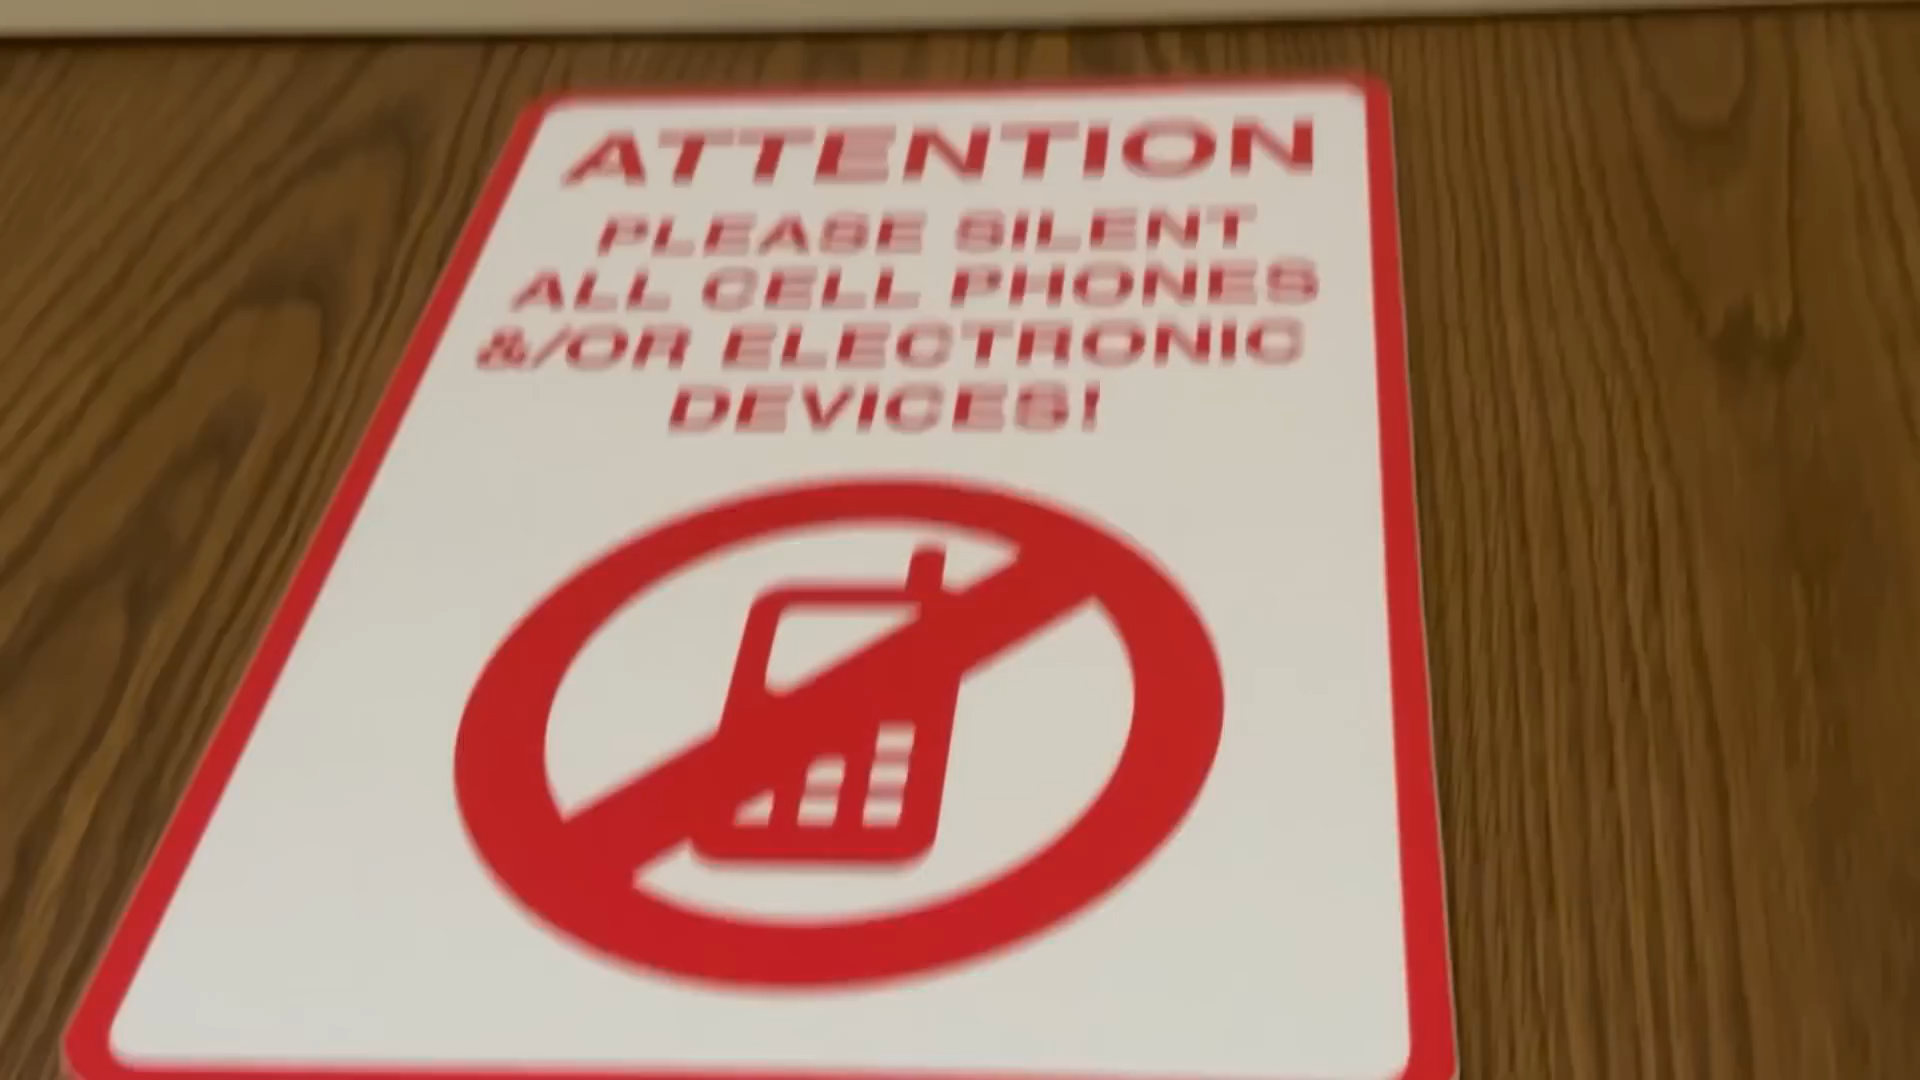 ATTENTION
PLEASE SILENT
ALL CELL PHONES
&/OR ELECTRONIC
DEVICES!